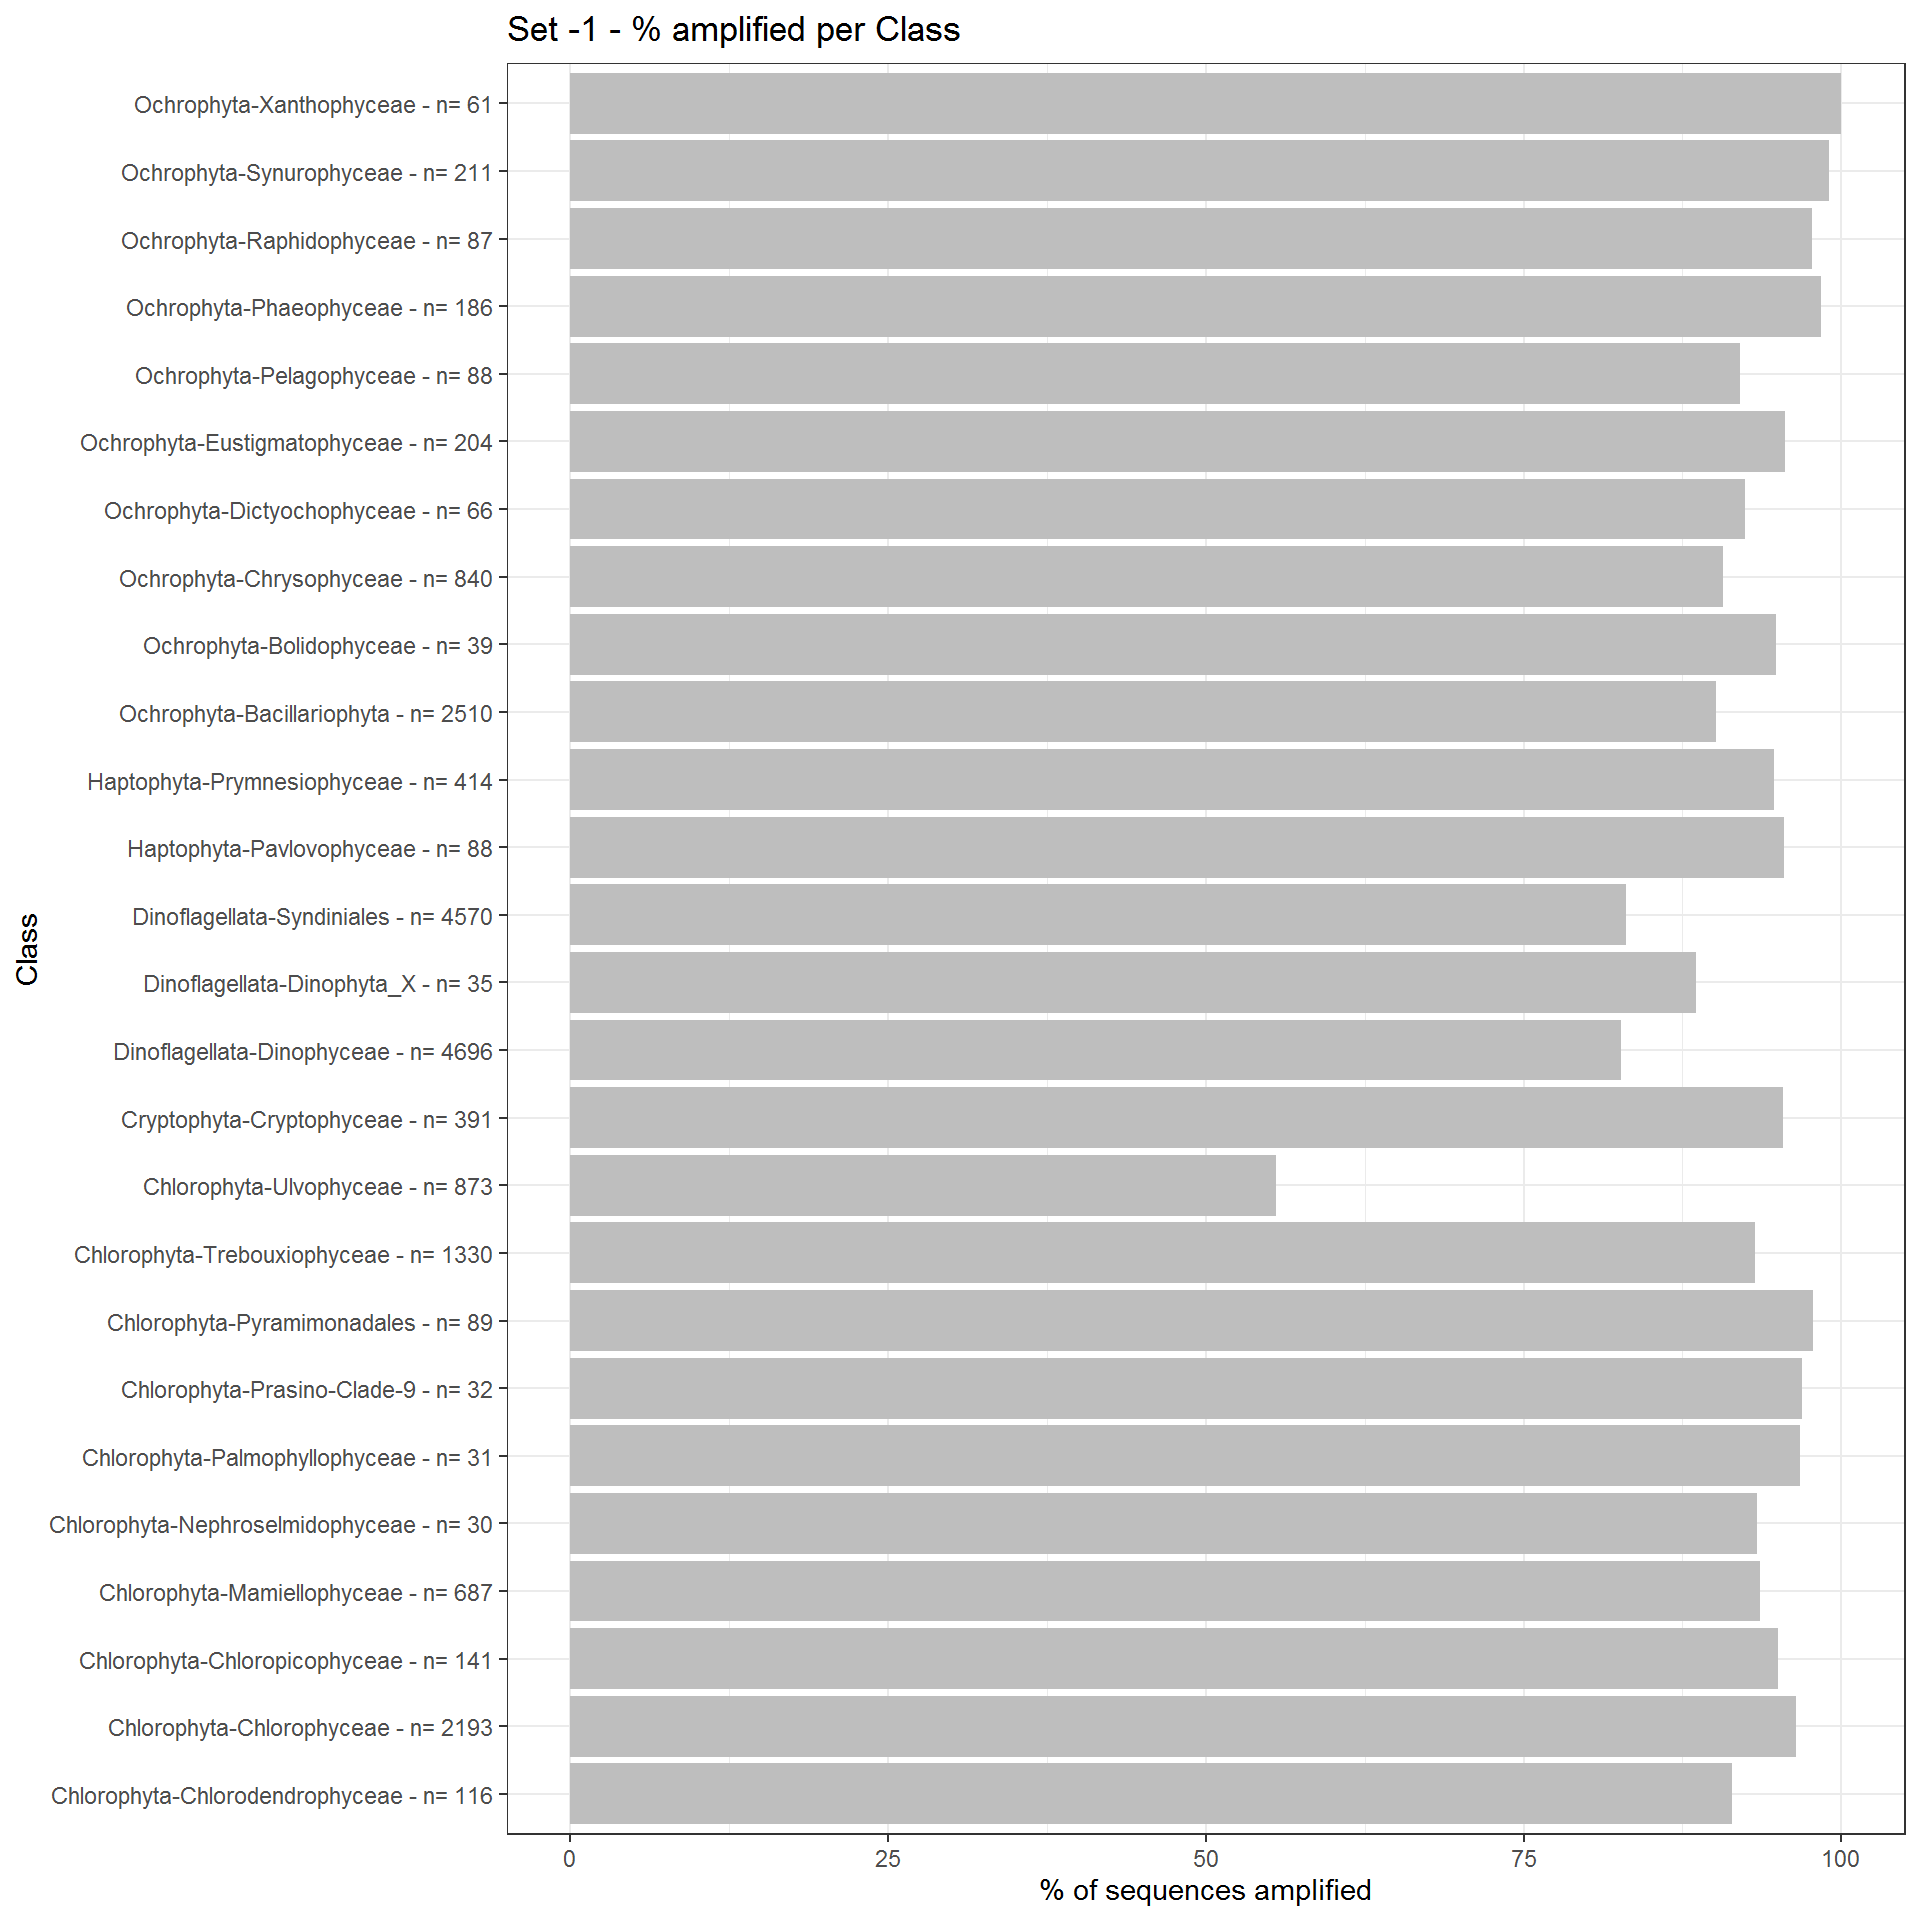 Set -1 - % amplified per Class
Ochrophyta-Xanthophyceae - n= 61
Ochrophyta-Synurophyceae - n= 211
Ochrophyta-Raphidophyceae - n= 87
Ochrophyta-Phaeophyceae - n= 186
Ochrophyta-Pelagophyceae - n= 88
Ochrophyta-Eustigmatophyceae - n= 204
Ochrophyta-Dictyochophyceae - n= 66
Ochrophyta-Chrysophyceae - n= 840
Ochrophyta-Bolidophyceae - n= 39
Ochrophyta-Bacillariophyta - n= 2510
Haptophyta-Prymnesiophyceae - n= 414
Haptophyta-Pavlovophyceae - n= 88
Dinoflagellata-Syndiniales - n= 4570
Dinoflagellata-Dinophyta_X - n= 35
Dinoflagellata-Dinophyceae - n= 4696
Cryptophyta-Cryptophyceae - n= 391
Chlorophyta-Ulvophyceae - n= 873
Chlorophyta-Trebouxiophyceae - n= 1330
Chlorophyta-Pyramimonadales - n= 89
Chlorophyta-Prasino-Clade-9 - n= 32
Chlorophyta-Palmophyllophyceae - n= 31
Chlorophyta-Nephroselmidophyceae - n= 30
Chlorophyta-Mamiellophyceae - n= 687
Chlorophyta-Chloropicophyceae - n= 141
Chlorophyta-Chlorophyceae - n= 2193
Chlorophyta-Chlorodendrophyceae - n= 116
Class
0 25 50 75 100
% of sequences amplified